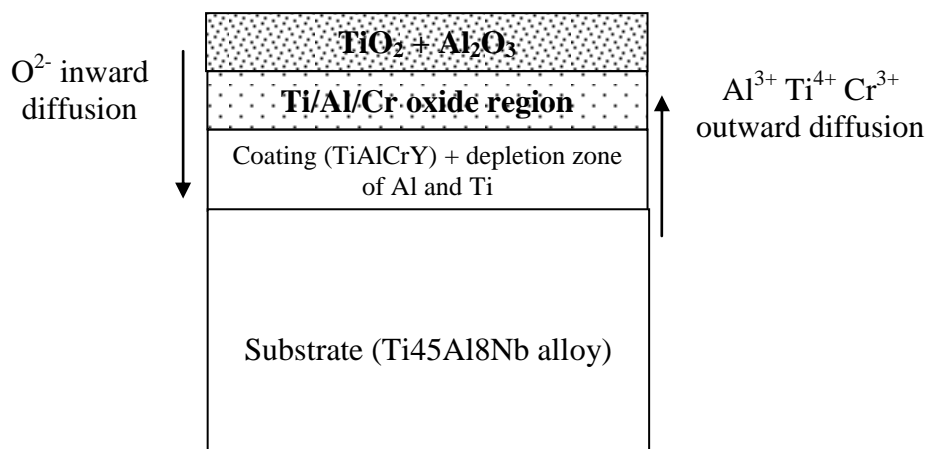 TiO₂ + Al₂O₃
O²⁻ inward
diffusion
Ti/Al/Cr oxide region
Al³⁺ Ti⁴⁺ Cr³⁺
outward diffusion
Coating (TiAlCrY) + depletion zone
of Al and Ti
Substrate (Ti45Al8Nb alloy)